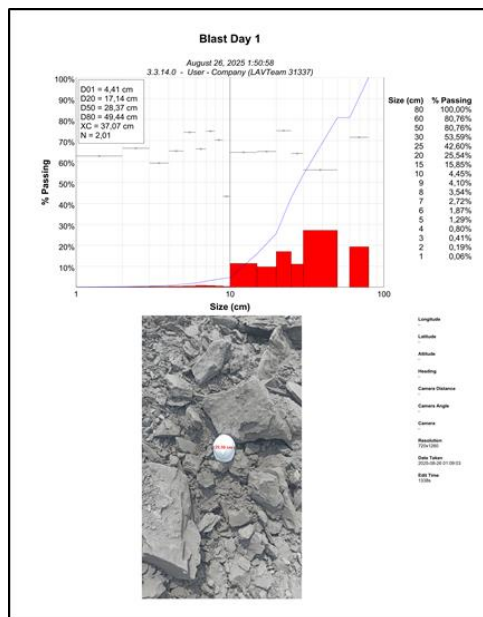 Blast Day 1
August 26, 2025 1:50:58
3.3.14.0 - User - Company (LAVTeam 31337)
D01 = 4,41 cm
D20 = 17,14 cm
D50 = 28,37 cm
D80 = 49,44 cm
XC = 37,07 cm
N = 2,01
100%
90%
80%
70%
60%
50%
40%
30%
20%
10%
% Passing
1 10 100
Size (cm)
Size (cm) % Passing
80 100,00%
60 80,76%
50 80,76%
30 53,59%
25 42,60%
20 25,54%
15 15,85%
10 4,45%
9 4,10%
8 3,54%
7 2,72%
6 1,87%
5 1,29%
4 0,80%
3 0,41%
2 0,19%
1 0,06%
Longitude
-
Latitude
-
Altitude
-
Heading
-
Camera Distance
-
Camera Angle
-
Camera
-
Resolution
720x1280
Date Taken
Edit Time